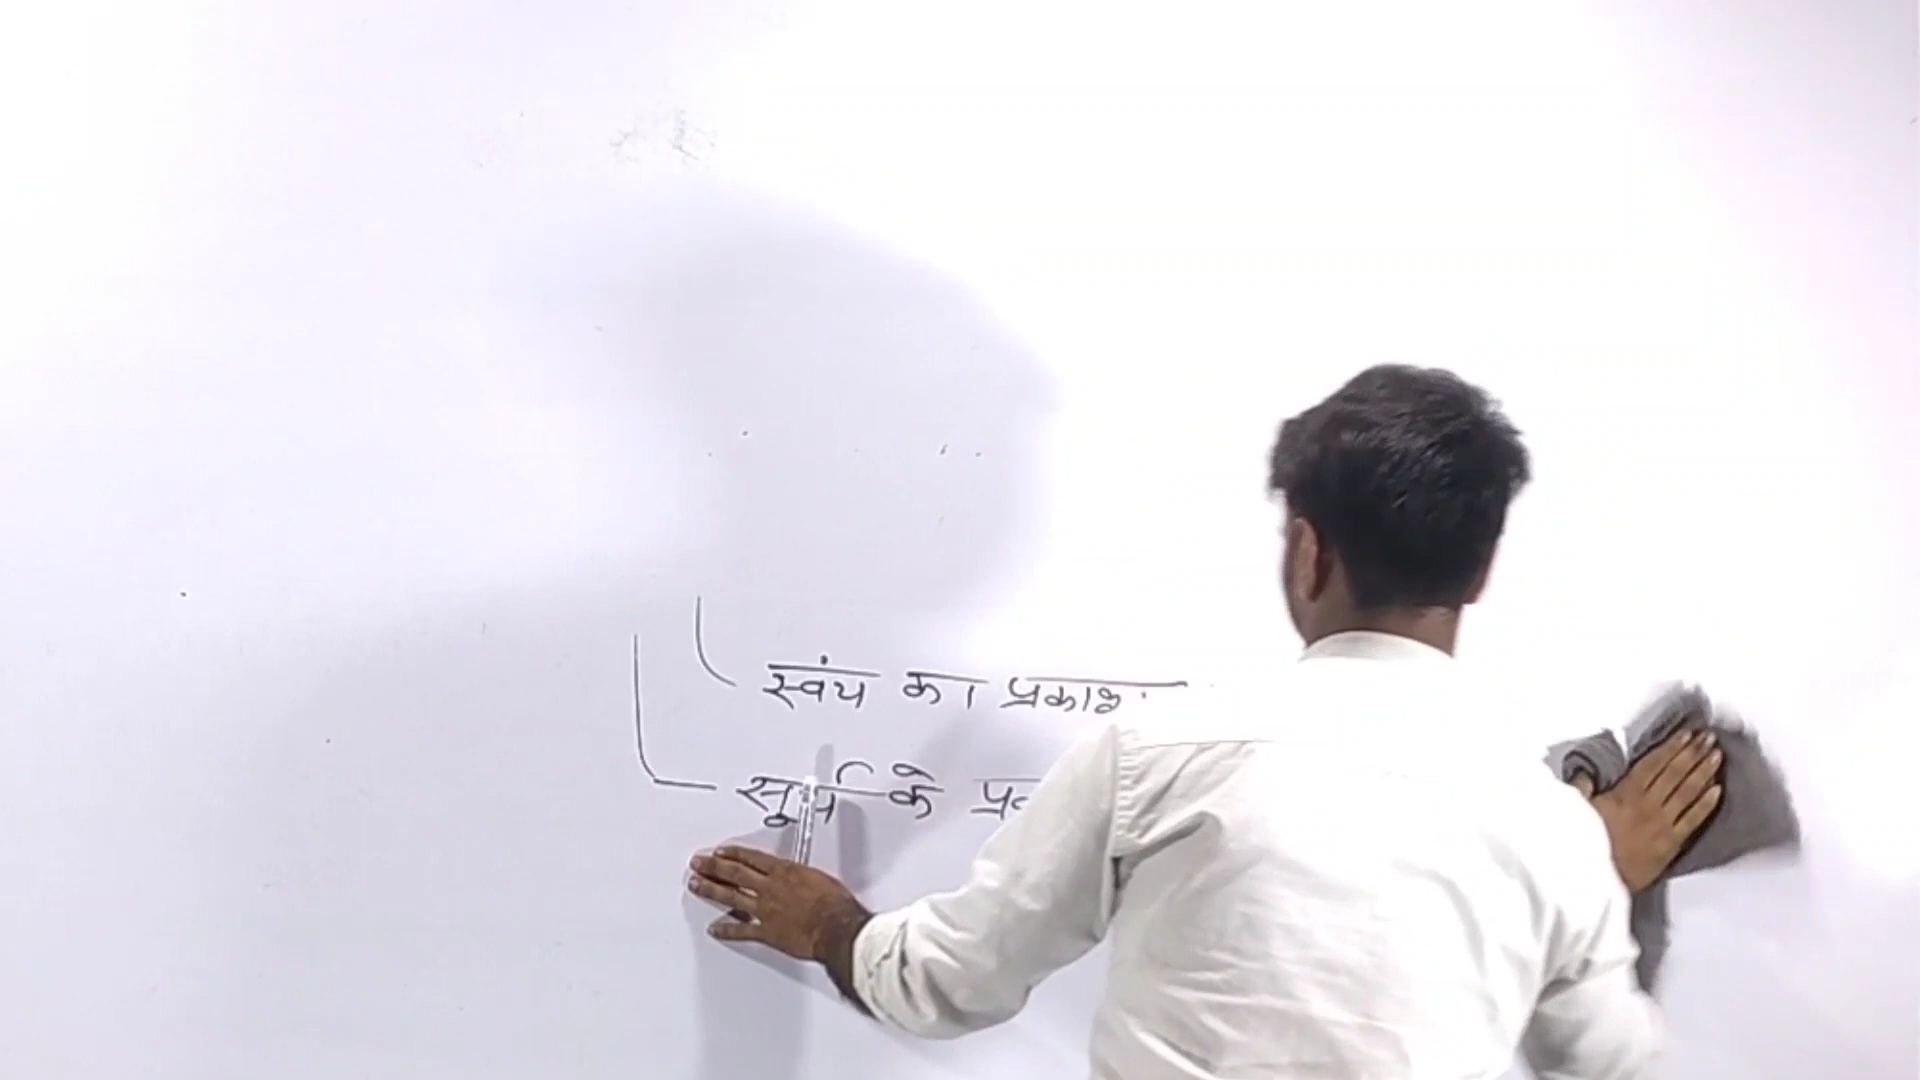 स्वंय का प्रकाश
सूर्य के